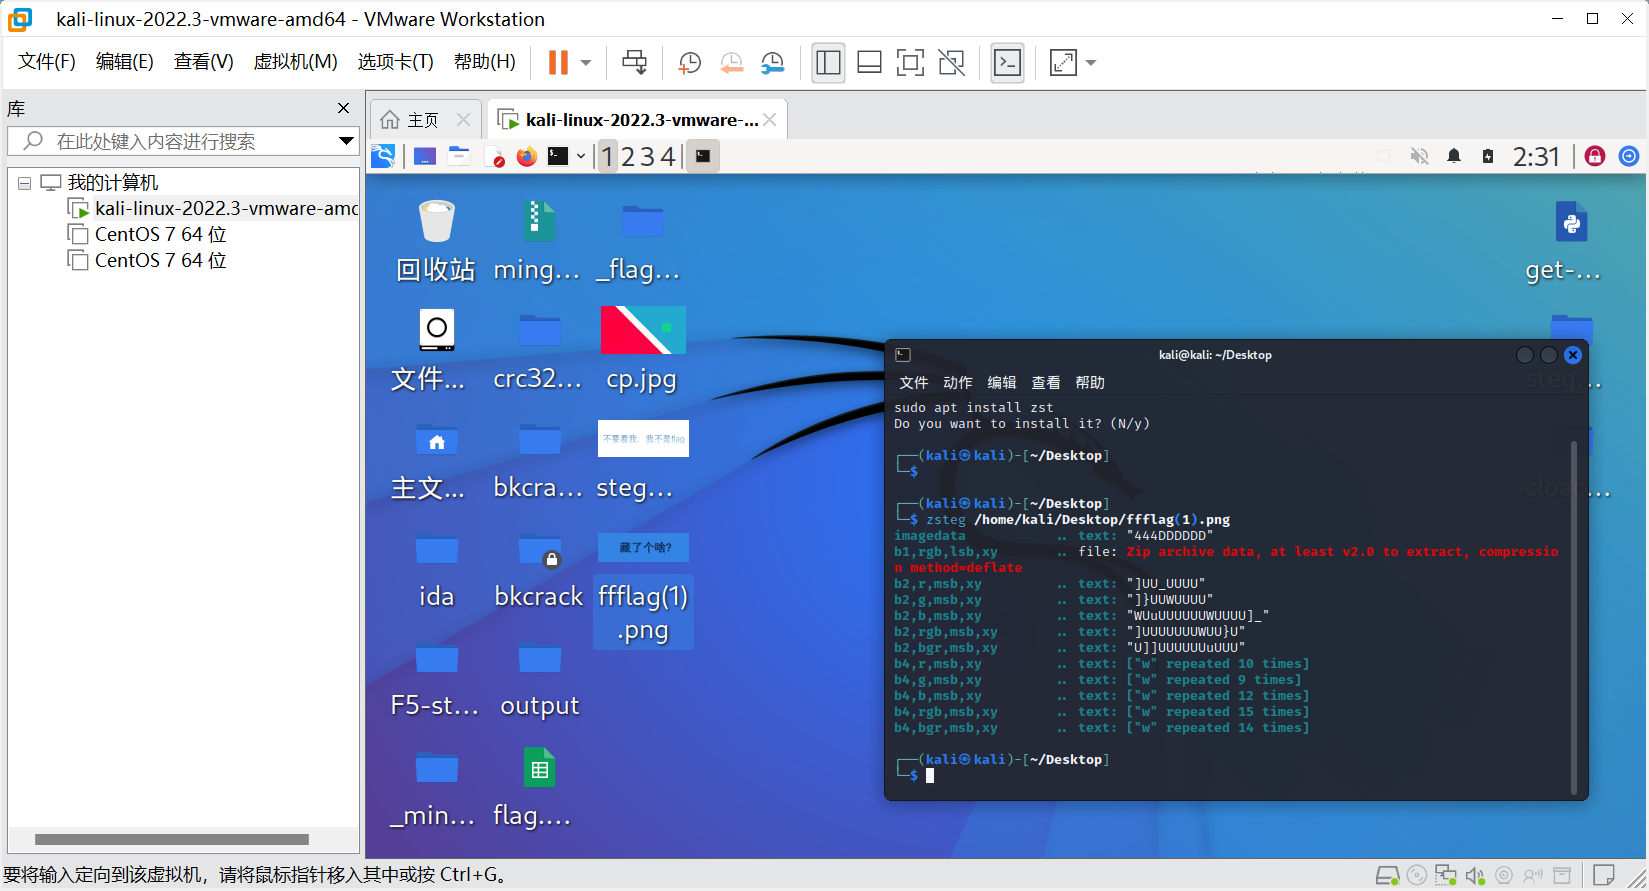 kali-linux-2022.3-vmware-amd64 - VMware Workstation
文件(F) 编辑(E) 查看(V) 虚拟机(M) 选项卡(T) 帮助(H)
库
在此处键入内容进行搜索
我的计算机
kali-linux-2022.3-vmware-amd
CentOS 7 64 位
CentOS 7 64 位
主页
kali-linux-2022.3-vmware-...
1 2 3 4
2:31
回收站
ming...
_flag...
get-...
文件...
crc32...
cp.jpg
steg...
主文...
bkcra...
不要看我，我不是flag
steg...
cloac...
ida
bkcrack
藏了个啥?
ffflag(1)
.png
F5-st...
output
_min...
flag....
kali@kali: ~/Desktop
文件 动作 编辑 查看 帮助
sudo apt install zst
Do you want to install it? (N/y)
┌──(kali㉿kali)-[~/Desktop]
└─$
┌──(kali㉿kali)-[~/Desktop]
└─$ zsteg /home/kali/Desktop/ffflag(1).png
imagedata .. text: "444DDDDDD"
b1,rgb,lsb,xy .. file: Zip archive data, at least v2.0 to extract, compressio
n method=deflate
b2,r,msb,xy .. text: "]UU_UUUU"
b2,g,msb,xy .. text: "]}UUWUUUU"
b2,b,msb,xy .. text: "WUuUUUUUUWUUUU]_"
b2,rgb,msb,xy .. text: "]UUUUUUUWUU}U"
b2,bgr,msb,xy .. text: "U]]UUUUUUuUUU"
b4,r,msb,xy .. text: ["w" repeated 10 times]
b4,g,msb,xy .. text: ["w" repeated 9 times]
b4,b,msb,xy .. text: ["w" repeated 12 times]
b4,rgb,msb,xy .. text: ["w" repeated 15 times]
b4,bgr,msb,xy .. text: ["w" repeated 14 times]
┌──(kali㉿kali)-[~/Desktop]
└─$
要将输入定向到该虚拟机，请将鼠标指针移入其中或按 Ctrl+G。